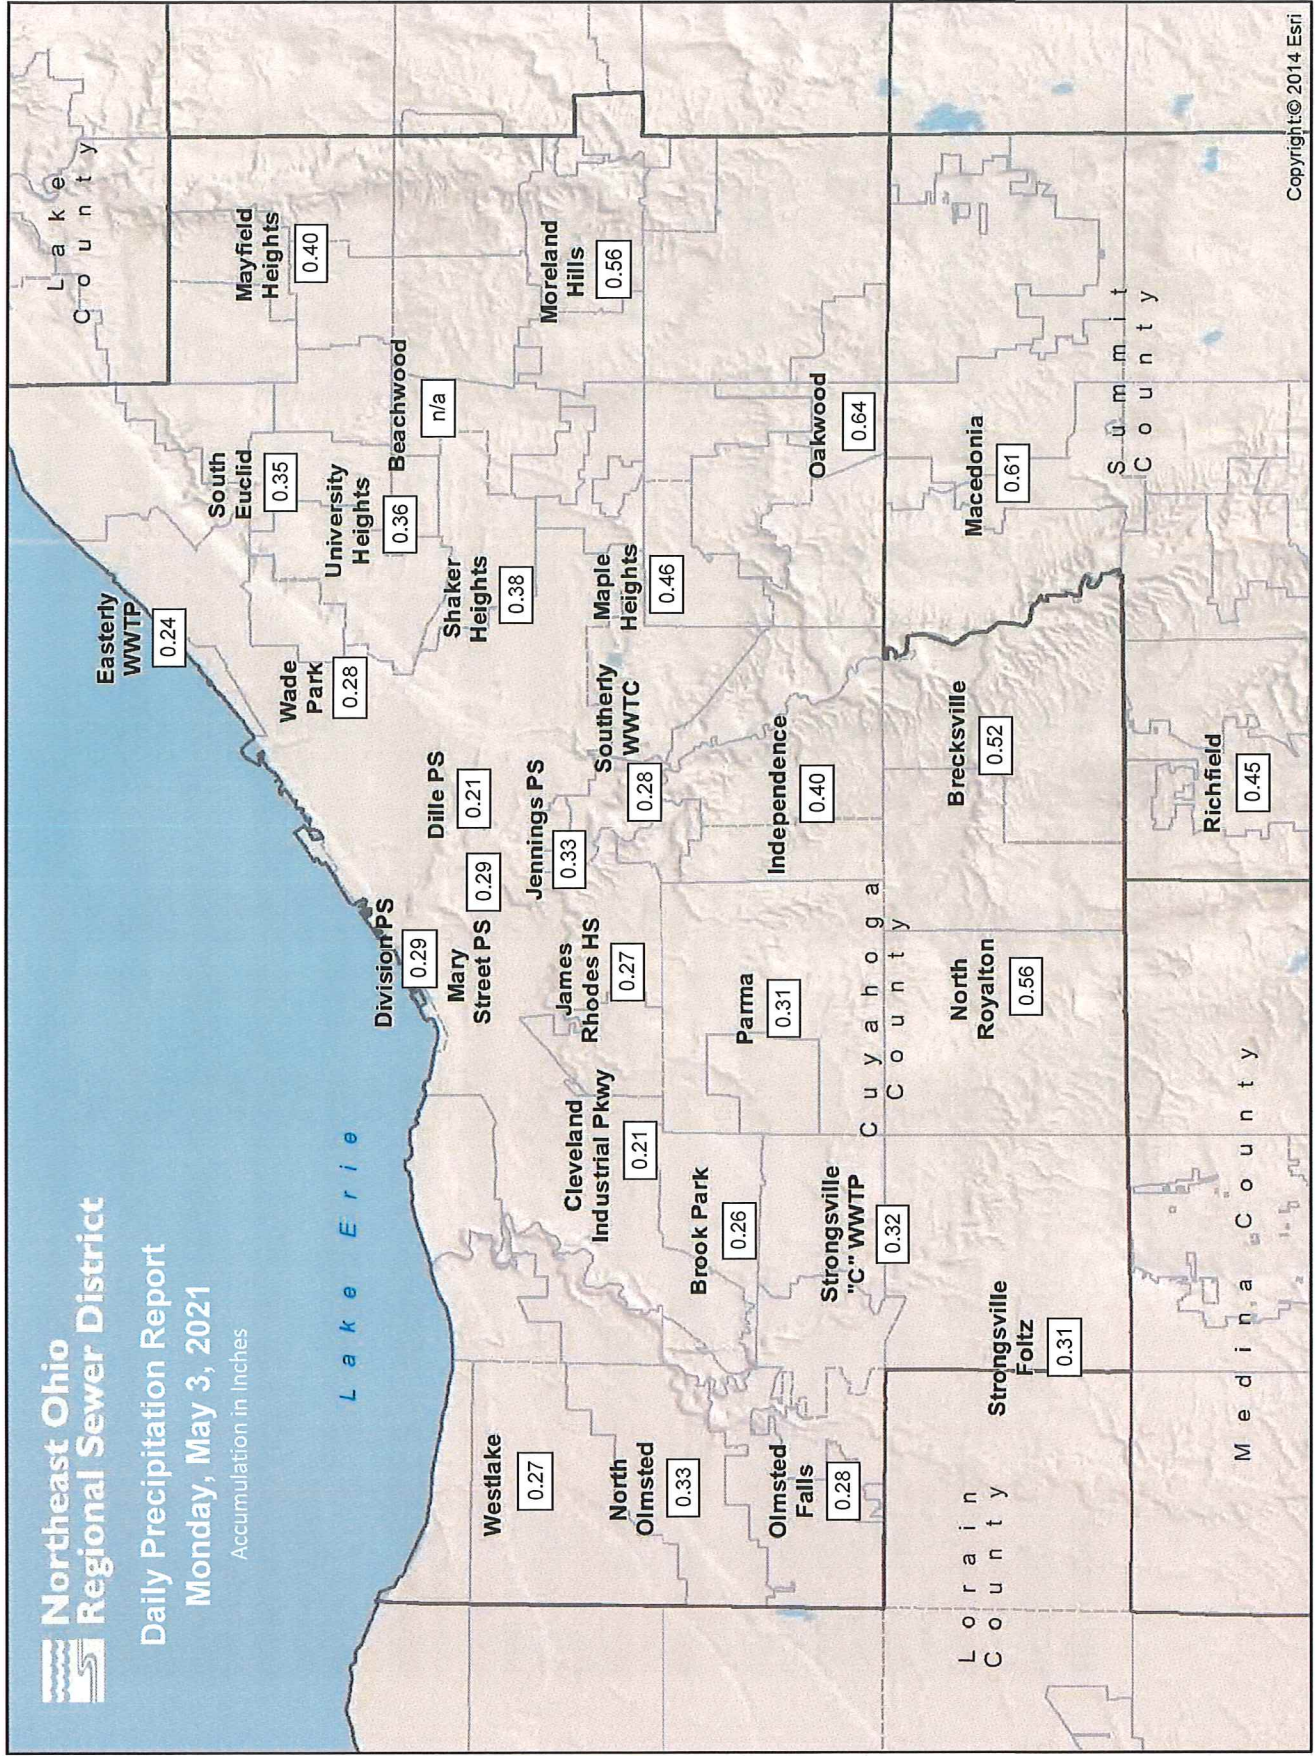 Northeast Ohio
Regional Sewer District
Daily Precipitation Report
Monday, May 3, 2021
Accumulation in Inches
Lake Erie
Lake
County
Easterly
WWTP
0.24
Mayfield
Heights
0.40
South
Euclid
0.35
Wade
Park
0.28
University
Heights
0.36
Beachwood
n/a
Division PS
0.29
Dille PS
0.21
Mary
Street PS
0.29
Shaker
Heights
0.38
Westlake
0.27
Jennings PS
0.33
Moreland
Hills
0.56
James
Rhodes HS
0.27
Cleveland
Industrial Pkwy
0.21
Southerly
WWTC
0.28
Maple
Heights
0.46
North
Olmsted
0.33
Brook Park
0.26
Parma
0.31
Independence
0.40
Oakwood
0.64
Olmsted
Falls
0.28
Strongsville
"C" WWTP
0.32
Cuyahoga
County
Brecksville
0.52
Macedonia
0.61
North
Royalton
0.56
Strongsville
Foltz
0.31
Lorain
County
Summit
County
Richfield
0.45
Medina County
Copyright:© 2014 Esri